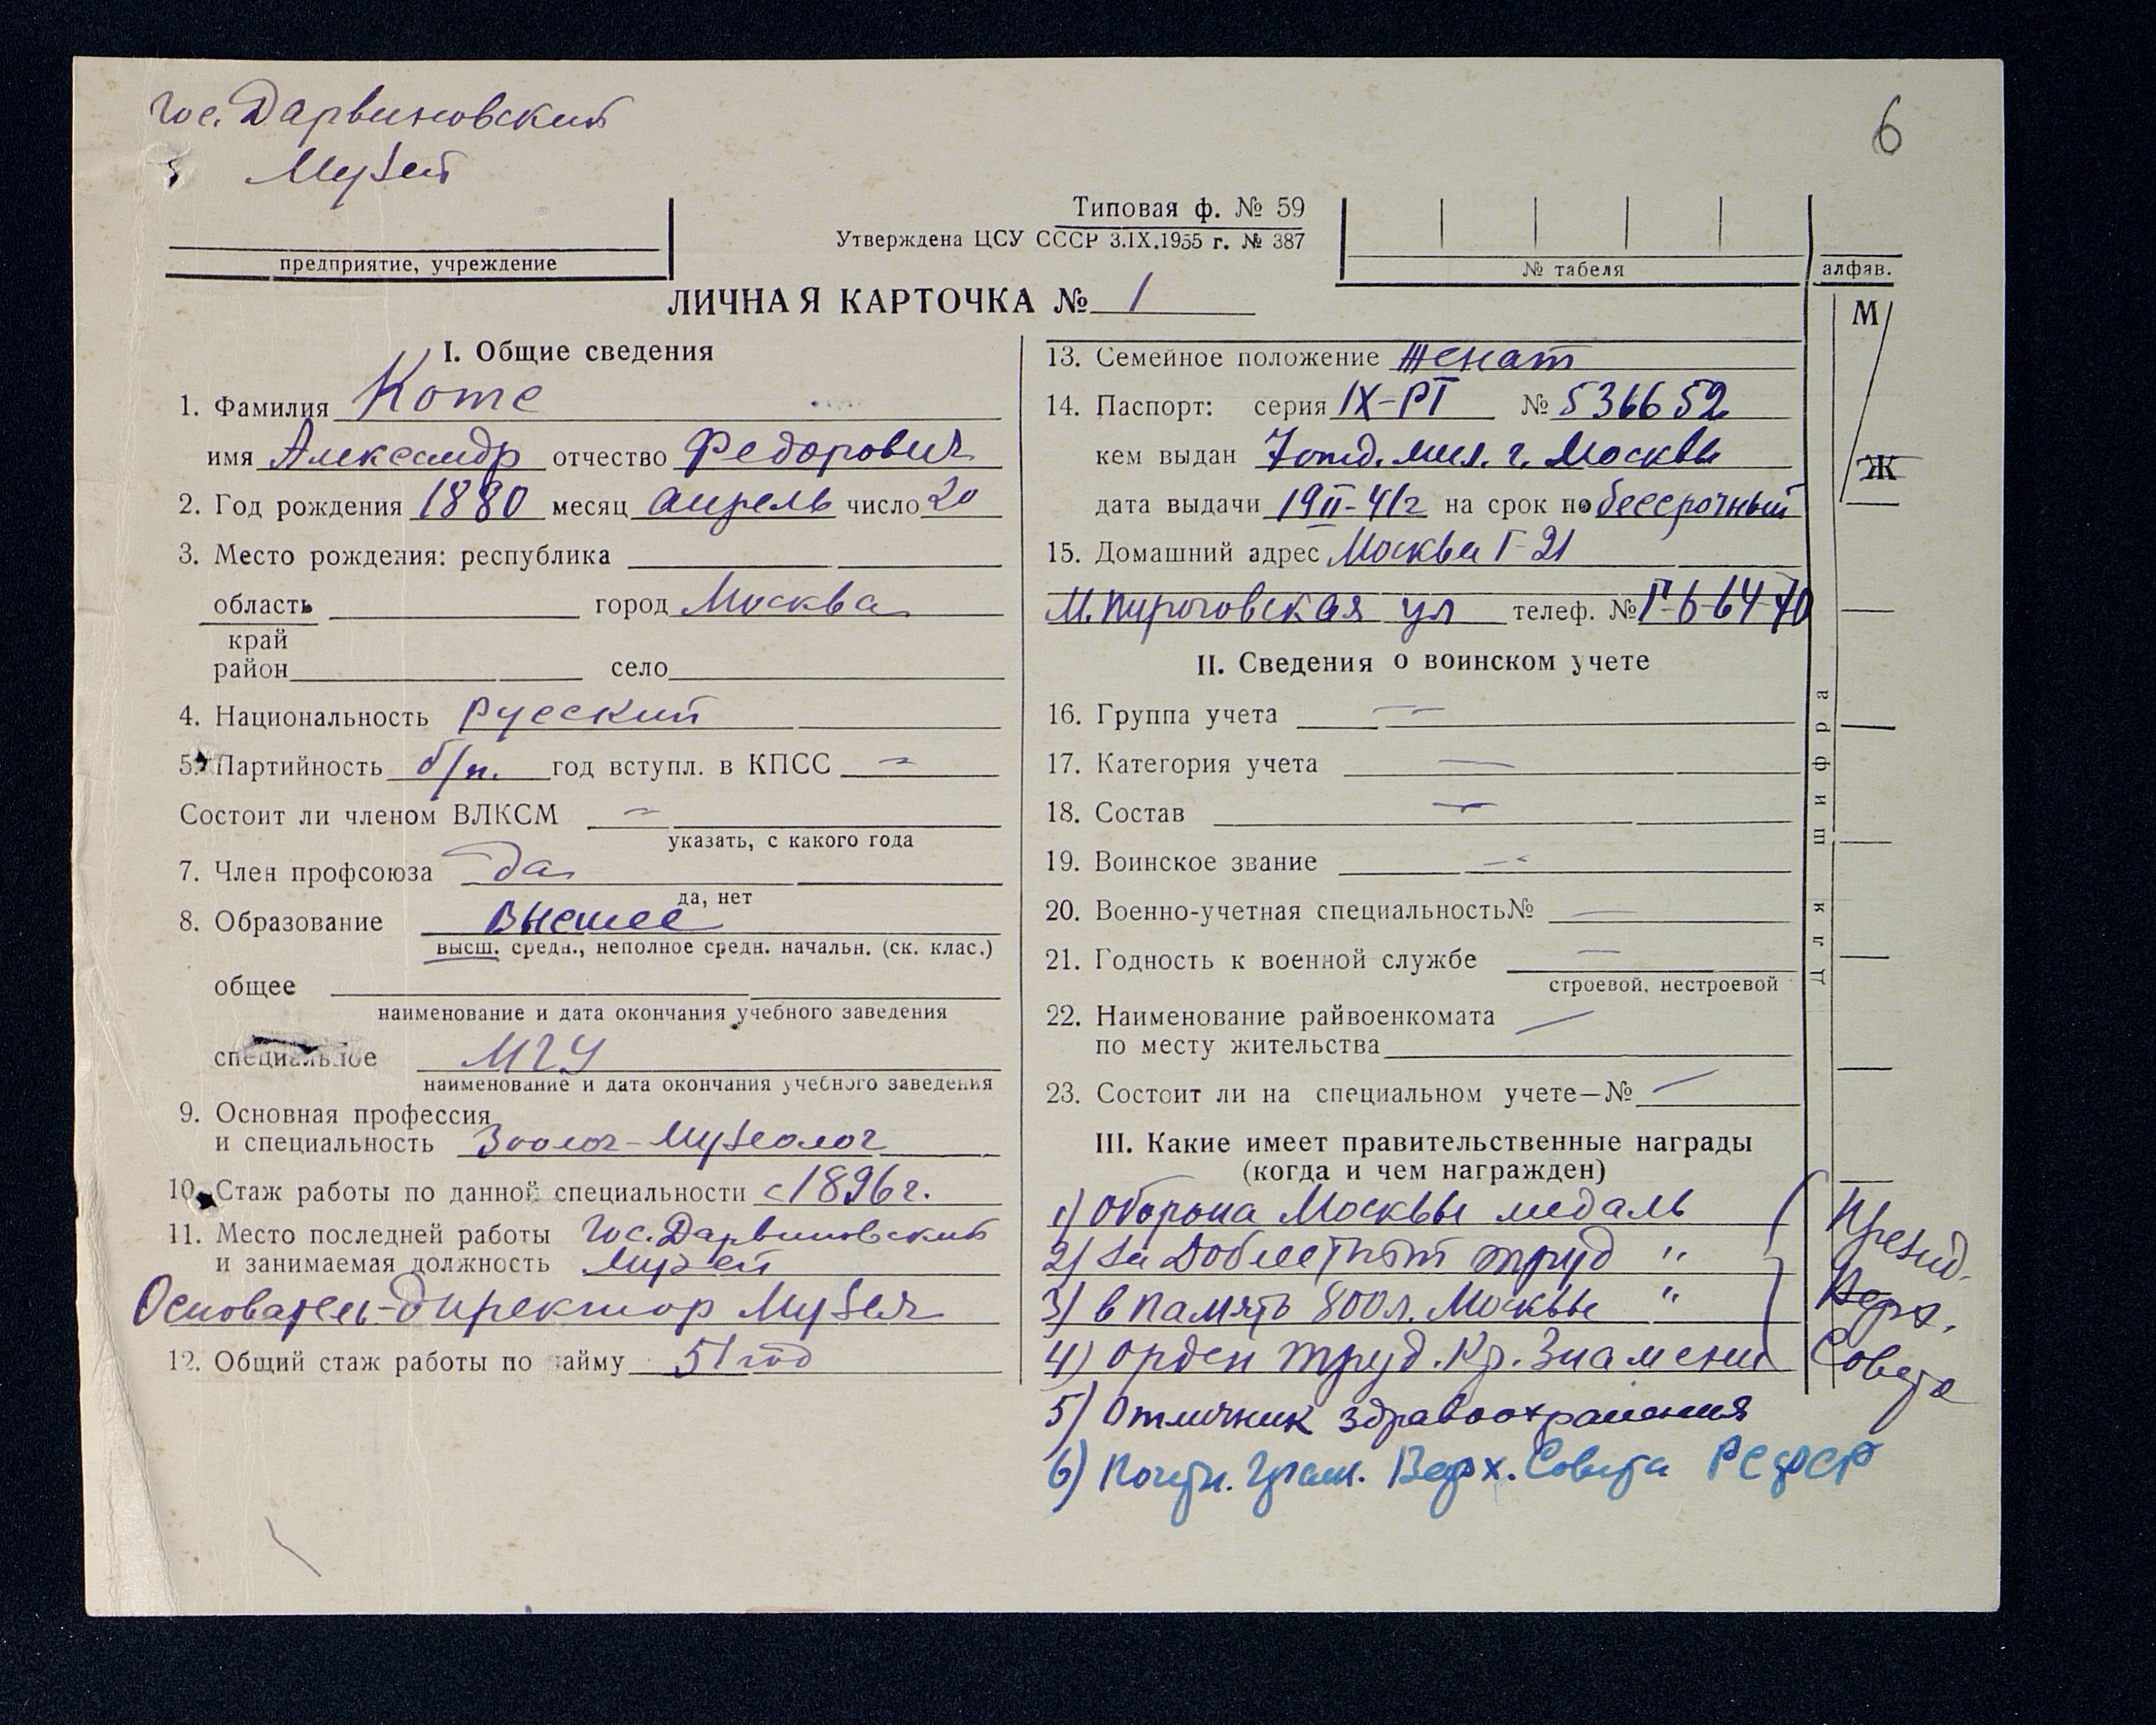 Гос. Дарвиновский
Музей
6
предприятие, учреждение
Типовая ф. № 59
Утверждена ЦСУ СССР 3.IX.1955 г. № 387
№ табеля
алфав.
ЛИЧНАЯ КАРТОЧКА № 1
М/Ж
для шифра
I. Общие сведения
1. Фамилия Котс
имя Александр отчество Федорович
2. Год рождения 1880 месяц апрель число 20
3. Место рождения: республика
область город Москва
край
район село
4. Национальность русский
5. Партийность б/п. год вступл. в КПСС —
Состоит ли членом ВЛКСМ —
указать, с какого года
7. Член профсоюза да
да, нет
8. Образование Высшее
высш. средн., неполное средн. начальн. (ск. клас.)
общее
наименование и дата окончания учебного заведения
специальное МГУ
наименование и дата окончания учебного заведения
9. Основная профессия
и специальность Зоолог-Музеолог
10. Стаж работы по данной специальности с 1896 г.
11. Место последней работы Гос. Дарвиновский
и занимаемая должность Музей
Основатель-директор Музея
12. Общий стаж работы по найму 51 год
13. Семейное положение Женат
14. Паспорт: серия IX-РТ № 536652
кем выдан 7 отд. мил. г. Москвы
дата выдачи 19 II-41 г на срок по бессрочный
15. Домашний адрес Москва Г-21
М. Пироговская ул телеф. № Г-6-64-70
II. Сведения о воинском учете
16. Группа учета —
17. Категория учета —
18. Состав —
19. Воинское звание —
20. Военно-учетная специальность№ —
21. Годность к военной службе —
строевой, нестроевой
22. Наименование райвоенкомата —
по месту жительства
23. Состоит ли на специальном учете—№ —
III. Какие имеет правительственные награды
(когда и чем награжден)
1) Оборона Москвы медаль
2) За Доблестный труд "
3) в память 800 л. Москвы "
4) Орден Труд. Кр. Знамени
Презид.
Верх.
Совета
5) Отличник здравоохранения
6) Почтн. грам. Верх. Совета РСФСР